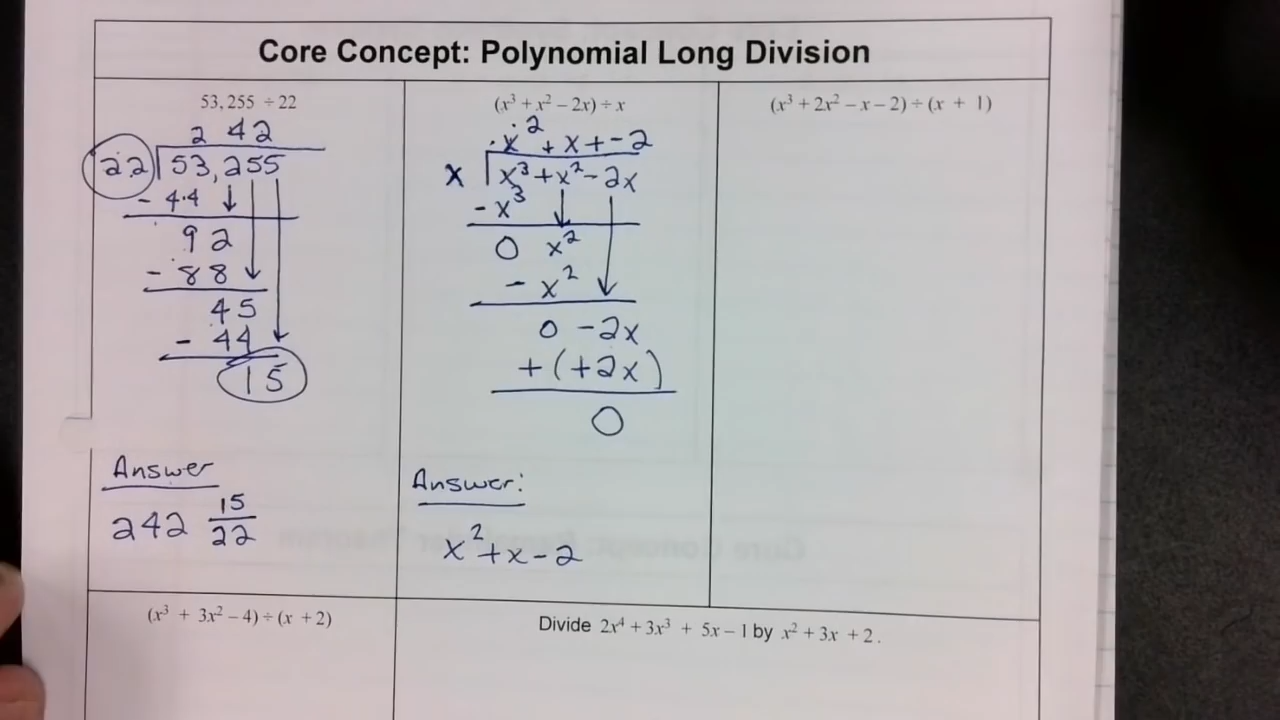 Core Concept: Polynomial Long Division
53,255 ÷ 22
2 42
22 53,255
- 44
92
- 88
45
- 44
15
Answer
242 15/22
(x³ + x² − 2x) ÷ x
x² + x + -2
x x³ + x² - 2x
- x³
0 x²
- x²
0 - 2x
+ (+2x)
0
Answer:
x² + x - 2
(x³ + 2x² − x − 2) ÷ (x + 1)
(x³ + 3x² − 4) ÷ (x + 2)
Divide 2x⁴ + 3x³ + 5x − 1 by x² + 3x + 2.